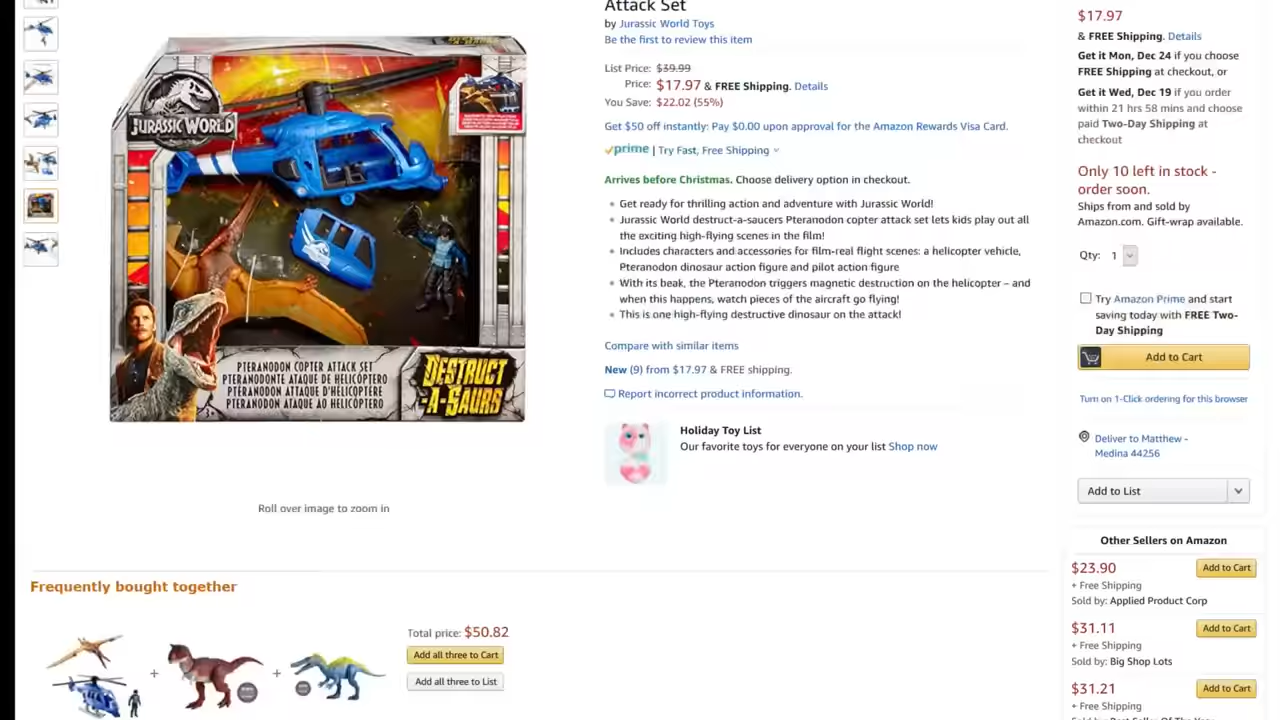 Attack Set
by Jurassic World Toys
Be the first to review this item
List Price: $39.99
Price: $17.97 & FREE Shipping. Details
You Save: $22.02 (55%)
Get $50 off instantly: Pay $0.00 upon approval for the Amazon Rewards Visa Card.
prime | Try Fast, Free Shipping
Arrives before Christmas. Choose delivery option in checkout.
Get ready for thrilling action and adventure with Jurassic World!
Jurassic World destruct-a-saucers Pteranodon copter attack set lets kids play out all
the exciting high-flying scenes in the film!
Includes characters and accessories for film-real flight scenes: a helicopter vehicle,
Pteranodon dinosaur action figure and pilot action figure
With its beak, the Pteranodon triggers magnetic destruction on the helicopter – and
when this happens, watch pieces of the aircraft go flying!
This is one high-flying destructive dinosaur on the attack!
Compare with similar items
New (9) from $17.97 & FREE shipping.
Report incorrect product information.
Holiday Toy List
Our favorite toys for everyone on your list Shop now
JURASSIC WORLD
PTERANODON COPTER ATTACK SET
PTERANODONTE ATAQUE DE HELICÓPTERO
PTÉRANODON ATTAQUE D'HÉLICOPTÈRE
PTERANODON ATAQUE AO HELICÓPTERO
3+
DESTRUCT
-A-SAURS
Roll over image to zoom in
$17.97
& FREE Shipping. Details
Get it Mon, Dec 24 if you choose
FREE Shipping at checkout, or
Get it Wed, Dec 19 if you order
within 21 hrs 58 mins and choose
paid Two-Day Shipping at
checkout
Only 10 left in stock -
order soon.
Ships from and sold by
Amazon.com. Gift-wrap available.
Qty: 1
Try Amazon Prime and start
saving today with FREE Two-
Day Shipping
Add to Cart
Turn on 1-Click ordering for this browser
Deliver to Matthew -
Medina 44256
Add to List
Other Sellers on Amazon
$23.90
Add to Cart
+ Free Shipping
Sold by: Applied Product Corp
$31.11
Add to Cart
+ Free Shipping
Sold by: Big Shop Lots
$31.21
Add to Cart
+ Free Shipping
Frequently bought together
+ +
Total price: $50.82
Add all three to Cart
Add all three to List